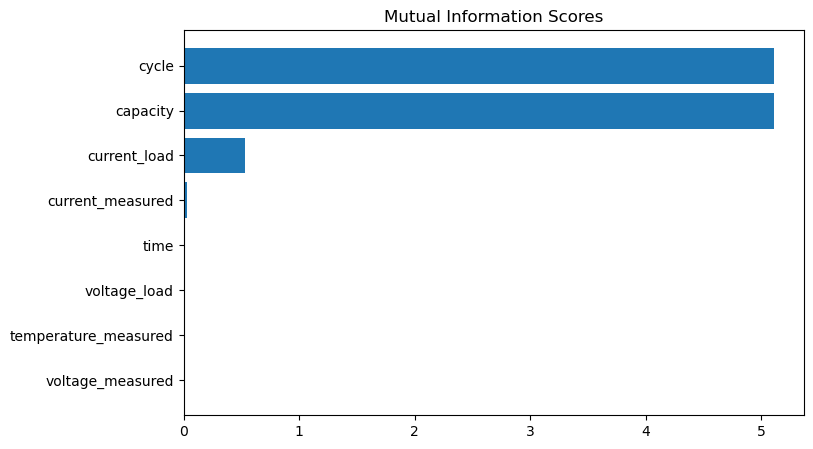 Mutual Information Scores
cycle
capacity
current_load
current_measured
time
voltage_load
temperature_measured
voltage_measured
0 1 2 3 4 5